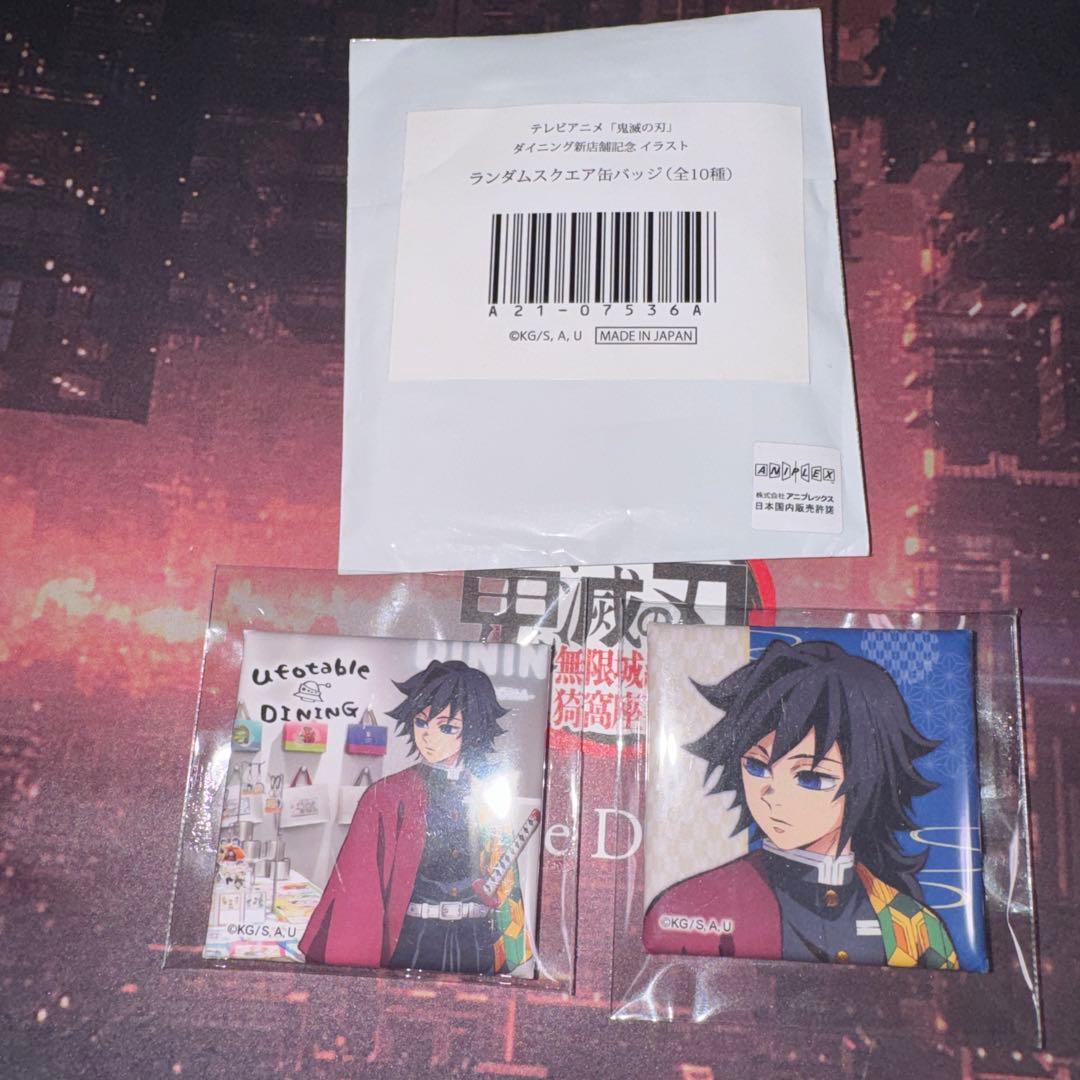 テレビアニメ「鬼滅の刃」
ダイニング新店舗記念 イラスト
ランダムスクエア缶バッジ(全10種)
A21-07536A
©KG/S, A, U MADE IN JAPAN
ANIPLEX
株式会社 アニプレックス
日本国内販売許諾
鬼滅の刃
無限城
猗窩座
e D
ufotable
DINING
DINING
©KG/S, A, U
©KG/S, A, U